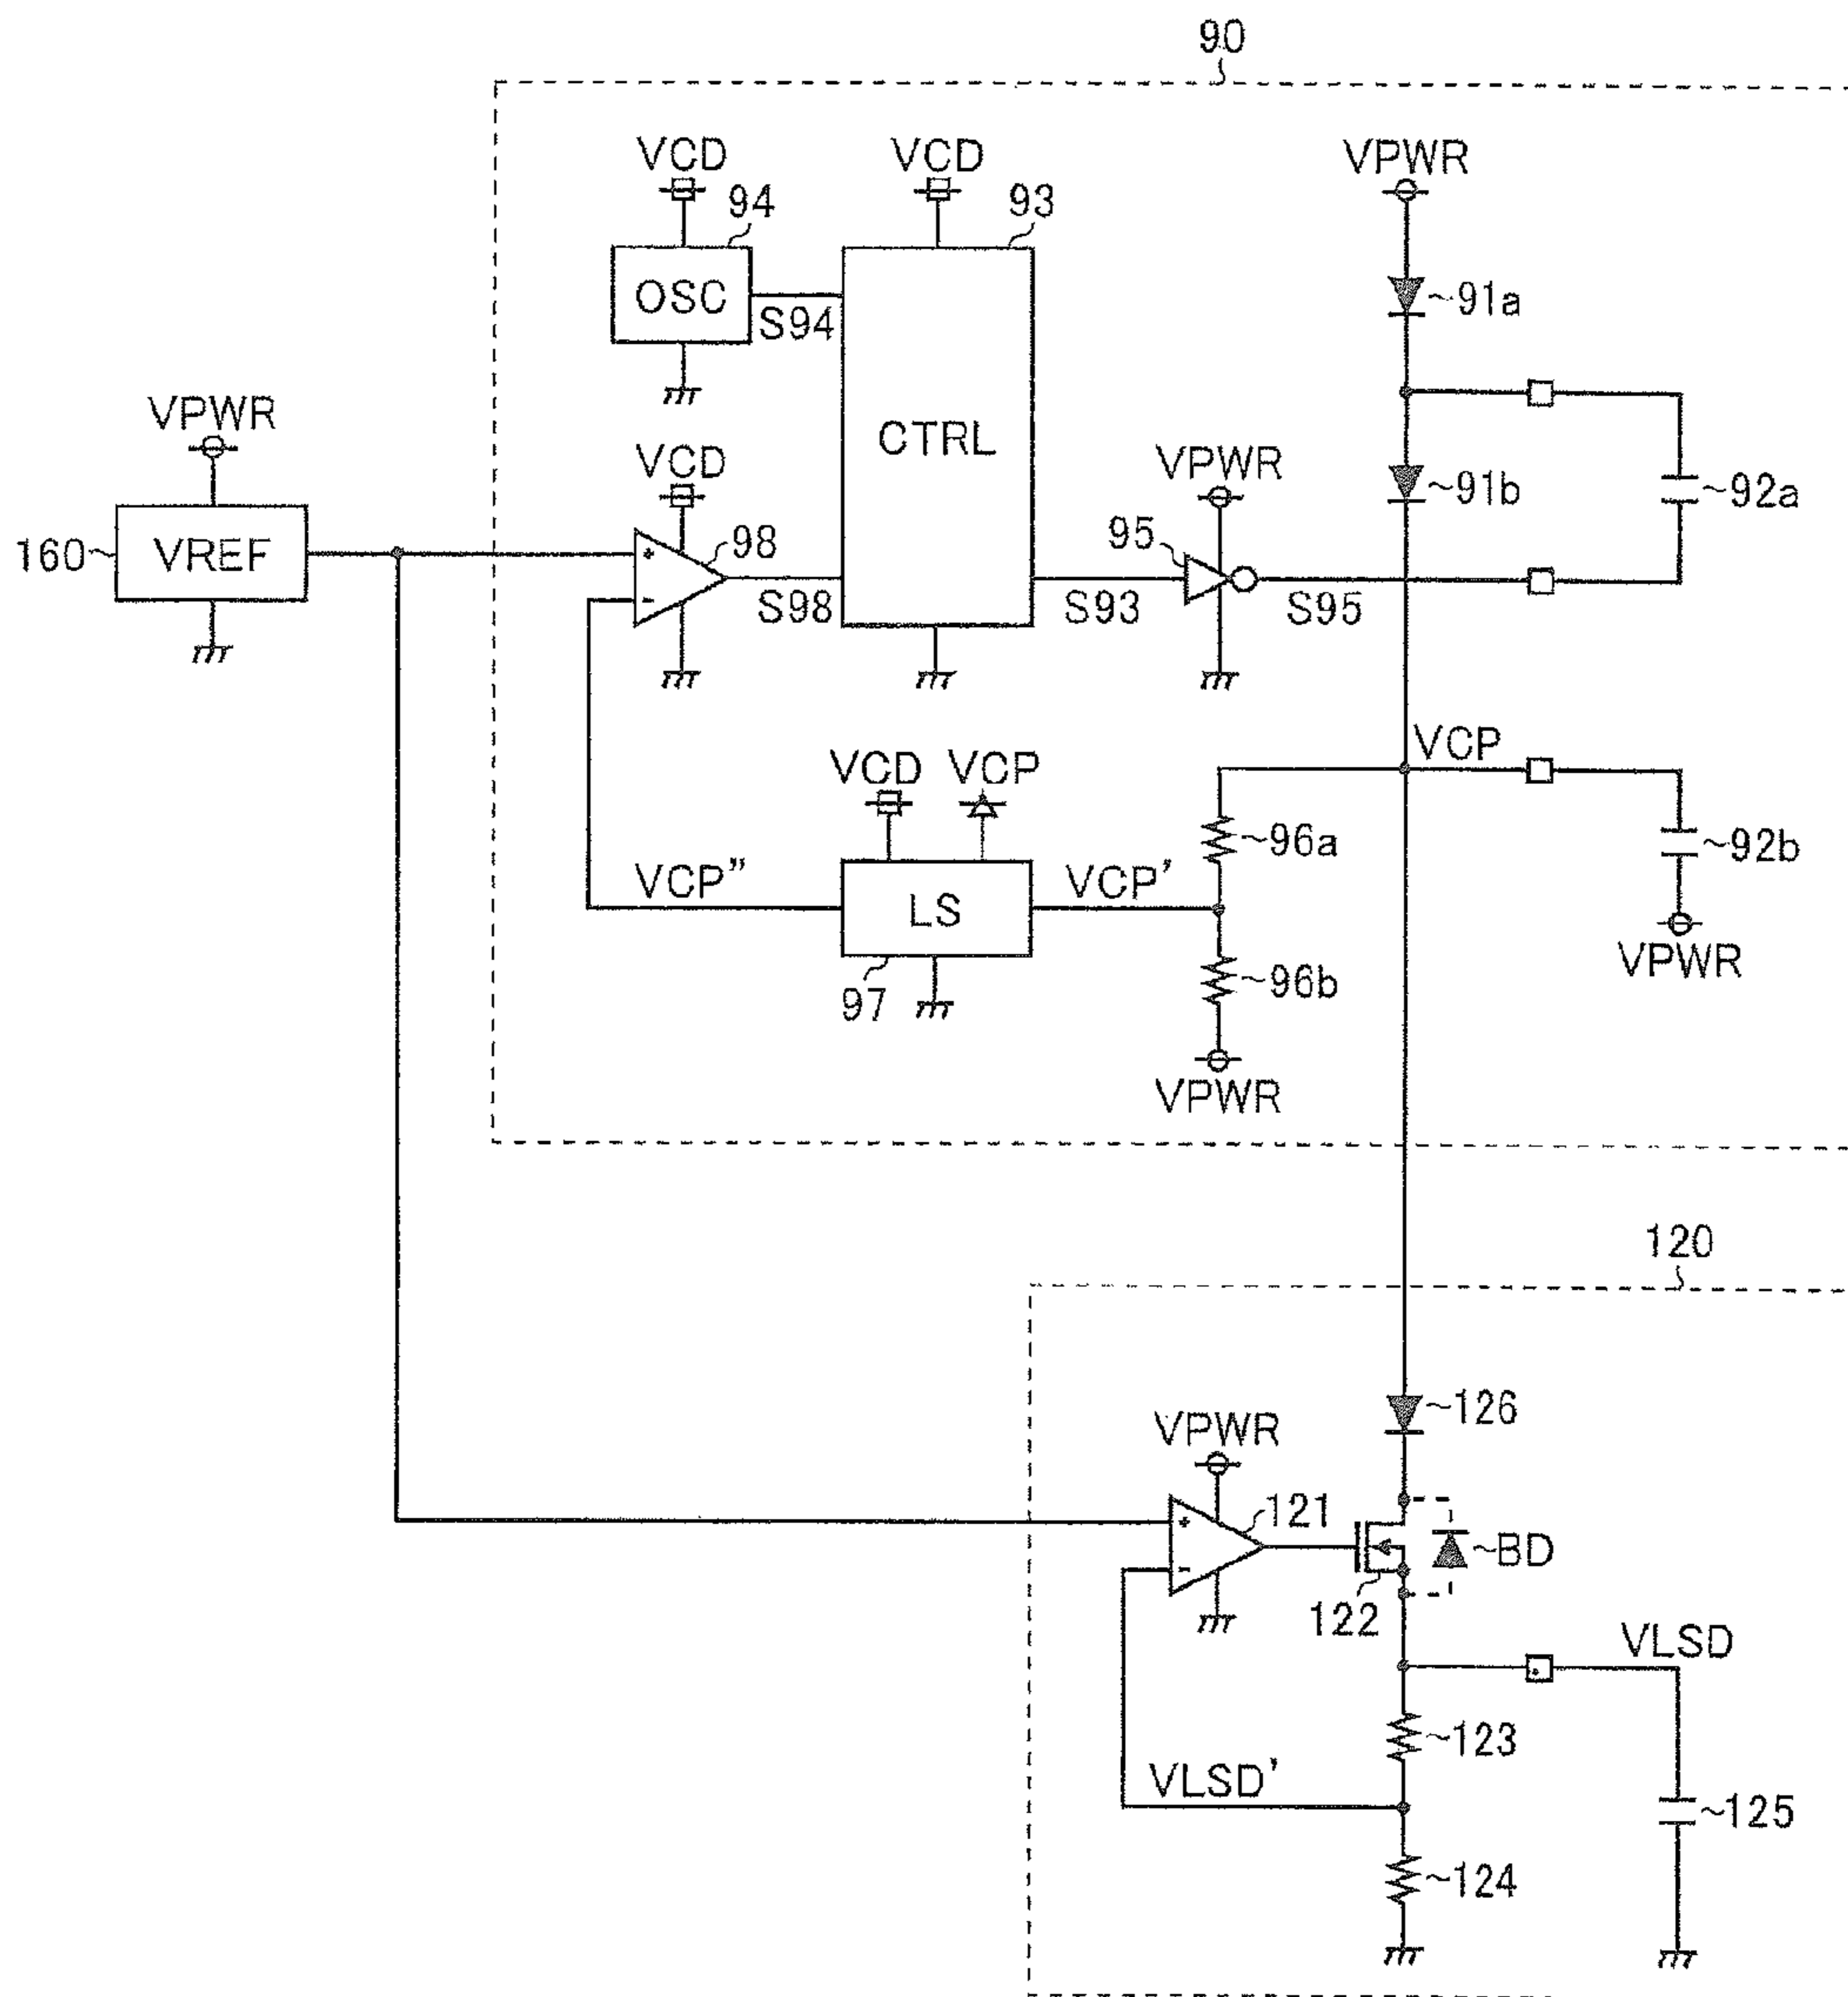 90
VCD
VCD
VPWR
94
93
OSC
S94
91a
VPWR
CTRL
VCD
VPWR
91b
92a
160
VREF
98
95
S98
S93
S95
VCP
VCD
VCP
96a
92b
VCP"
LS
VCP'
VPWR
97
96b
VPWR
120
126
VPWR
121
BD
122
VLSD
123
VLSD'
125
124